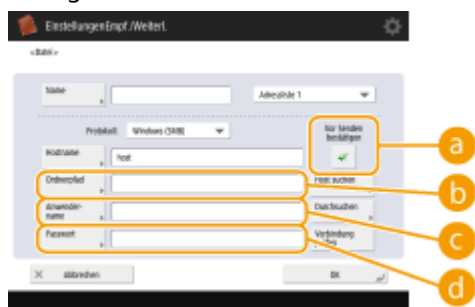 Einstellungen Empf./Weiterl.
<Datei>
Name
Adressliste 1
Protokoll:
Windows (SMB)
Vor Senden
bestätigen
a
Hostname
host
Ordnerpfad
Host suchen
b
Anwender-
name
Durchsuchen
c
Passwort
Verbindung
d
Abbrechen
OK